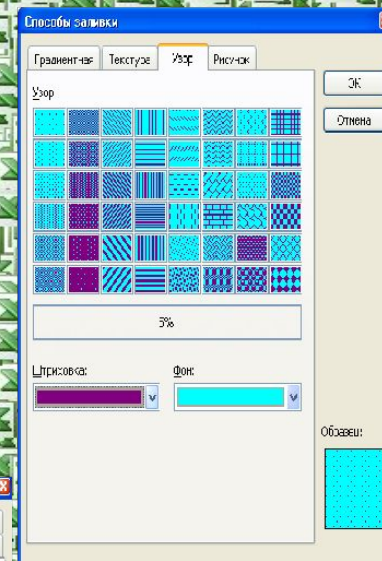 Способы заливки
Градиентная Текстура Узор Рисунок
Узор
ОК
Отмена
5%
Штриховка: Фон:
Образец: